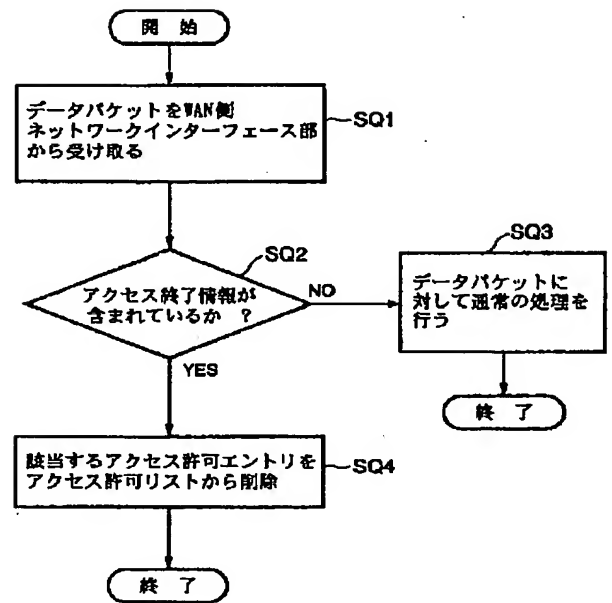 開 始
データパケットをWAN側
ネットワークインターフェース部
から受け取る
SQ1
SQ2
アクセス終了情報が
含まれているか ?
NO
YES
SQ3
データパケットに
対して通常の処理を
行う
終 了
該当するアクセス許可エントリを
アクセス許可リストから削除
SQ4
終 了